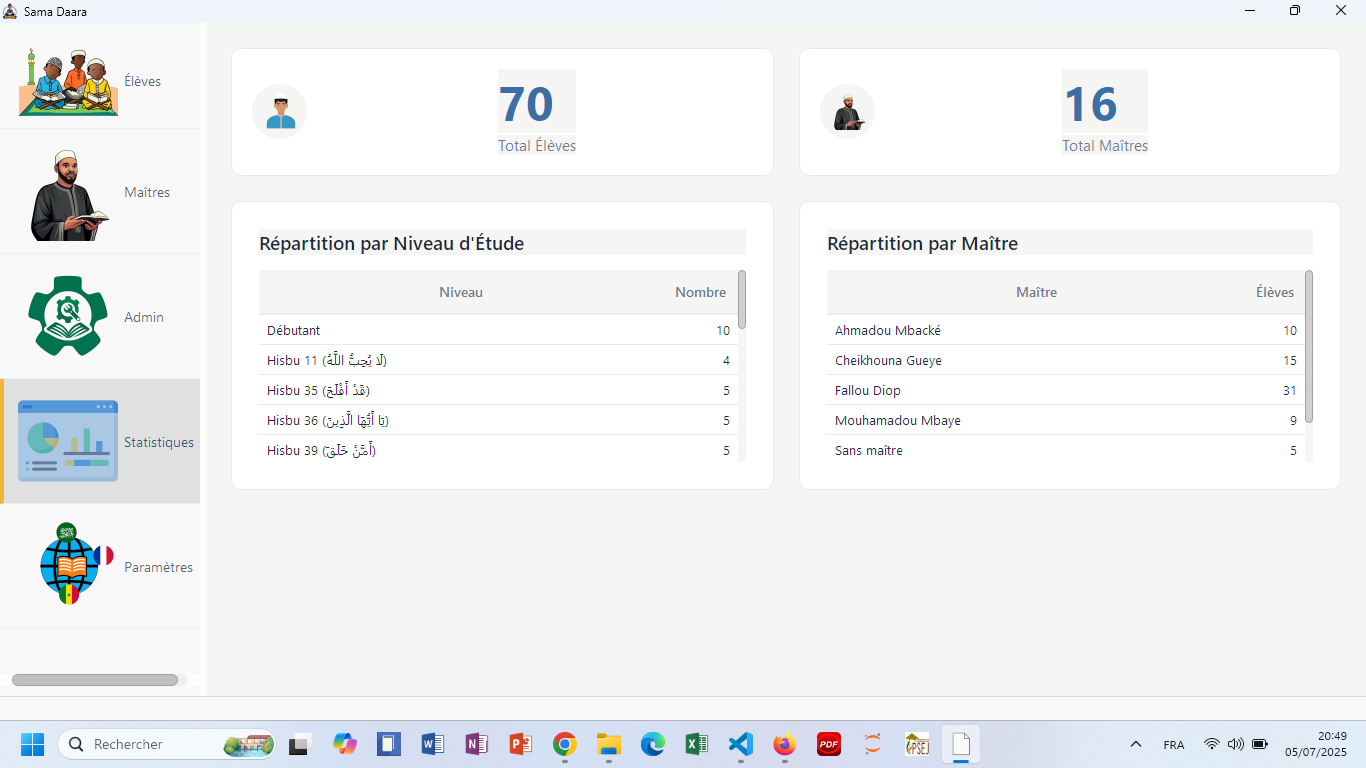 Sama Daara
Élèves
Maîtres
Admin
Statistiques
Paramètres
70
Total Élèves
16
Total Maîtres
Répartition par Niveau d'Étude
Niveau Nombre
Débutant 10
Hisbu 11 (لَا يُحِبُّ اللَّهُ) 4
Hisbu 35 (قَدْ أَفْلَحَ) 5
Hisbu 36 (يَا أَيُّهَا الَّذِينَ) 5
Hisbu 39 (أَمَّنْ خَلَقَ) 5
Répartition par Maître
Maître Élèves
Ahmadou Mbacké 10
Cheikhouna Gueye 15
Fallou Diop 31
Mouhamadou Mbaye 9
Sans maître 5
Rechercher
PDF
PSEJ
FRA
20:49
05/07/2025